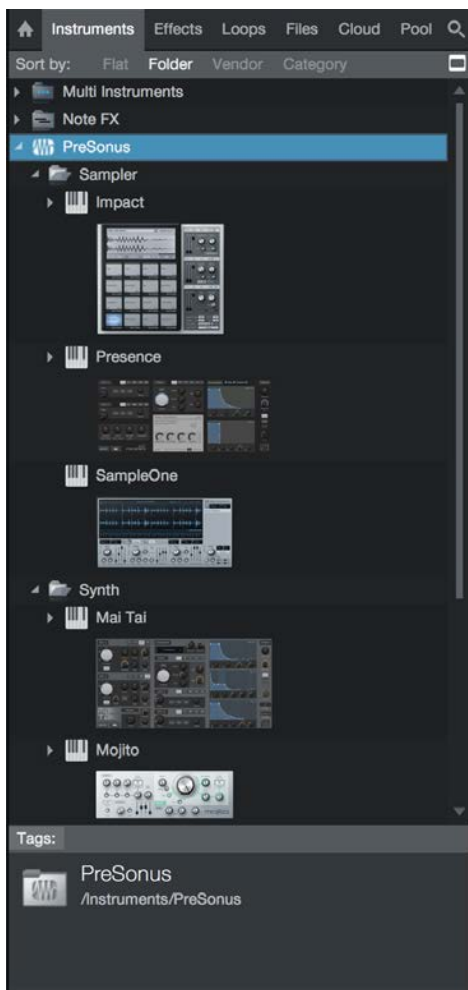 Instruments Effects Loops Files Cloud Pool
Sort by: Flat Folder Vendor Category
Multi Instruments
Note FX
PreSonus
Sampler
Impact
Presence
SampleOne
Synth
Mai Tai
Mojito
Tags:
PreSonus
/Instruments/PreSonus